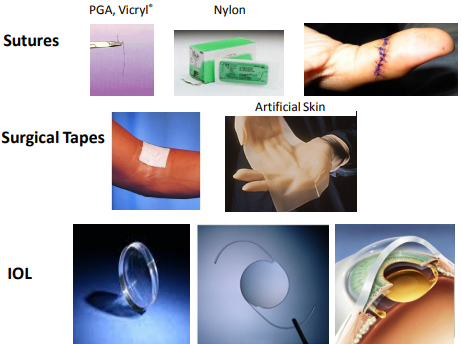 PGA, Vicryl® Nylon
Sutures
Artificial Skin
Surgical Tapes
IOL